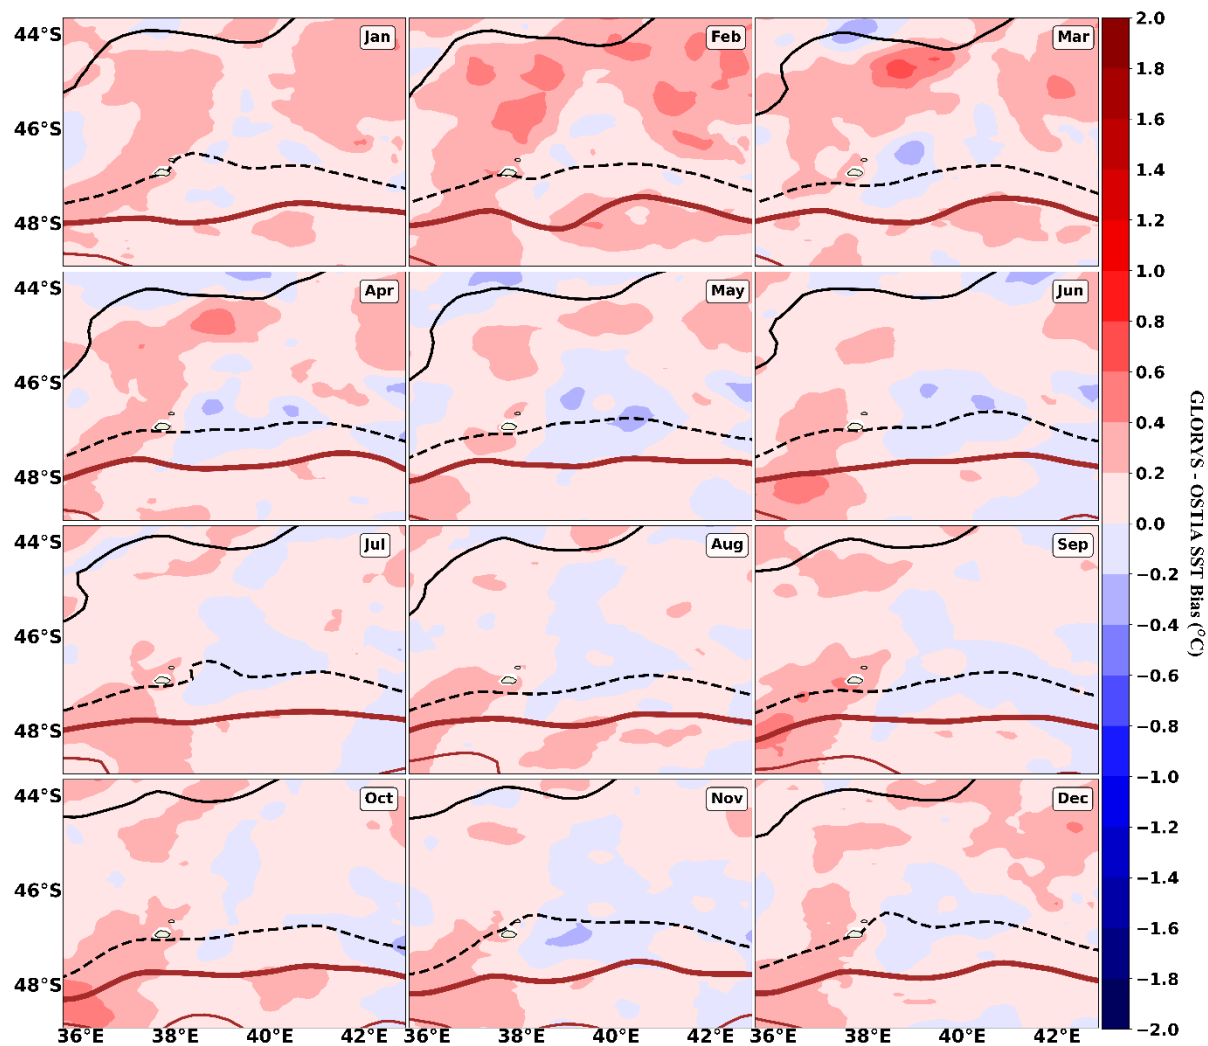 44°S
46°S
48°S
Jan
Feb
Mar
44°S
46°S
48°S
Apr
May
Jun
44°S
46°S
48°S
Jul
Aug
Sep
44°S
46°S
48°S
Oct
Nov
Dec
36°E 38°E 40°E 42°E
36°E 38°E 40°E 42°E
36°E 38°E 40°E 42°E
2.0
1.8
1.6
1.4
1.2
1.0
0.8
0.6
0.4
0.2
0.0
−0.2
−0.4
−0.6
−0.8
−1.0
−1.2
−1.4
−1.6
−1.8
−2.0
GLORYS - OSTIA SST Bias (°C)